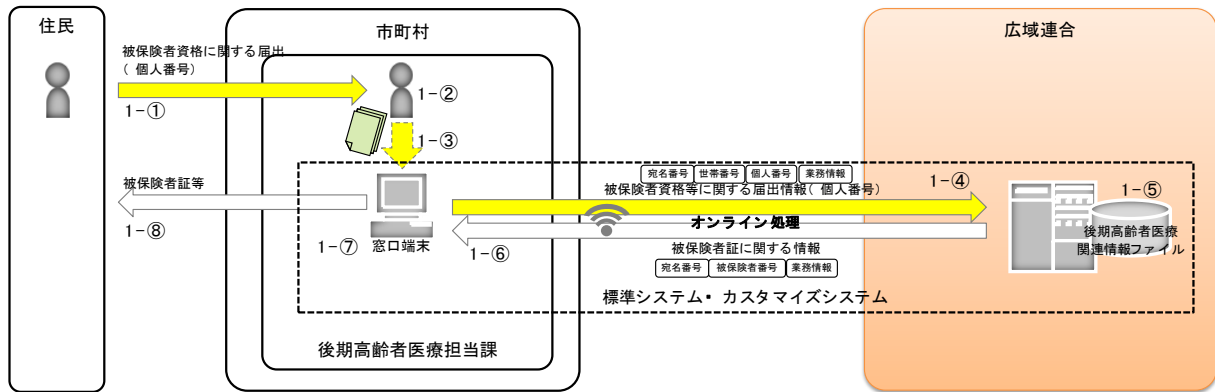 住民
市町村
広域連合
被保険者資格に関する届出
（個人番号）
1-①
1-②
1-③
宛名番号 世帯番号 個人番号 業務情報
被保険者資格等に関する届出情報（個人番号）
1-④
1-⑤
被保険者証等
1-⑧
1-⑦
窓口端末
1-⑥
オンライン処理
後期高齢者医療
関連情報ファイル
被保険者証に関する情報
宛名番号 被保険者番号 業務情報
標準システム・カスタマイズシステム
後期高齢者医療担当課